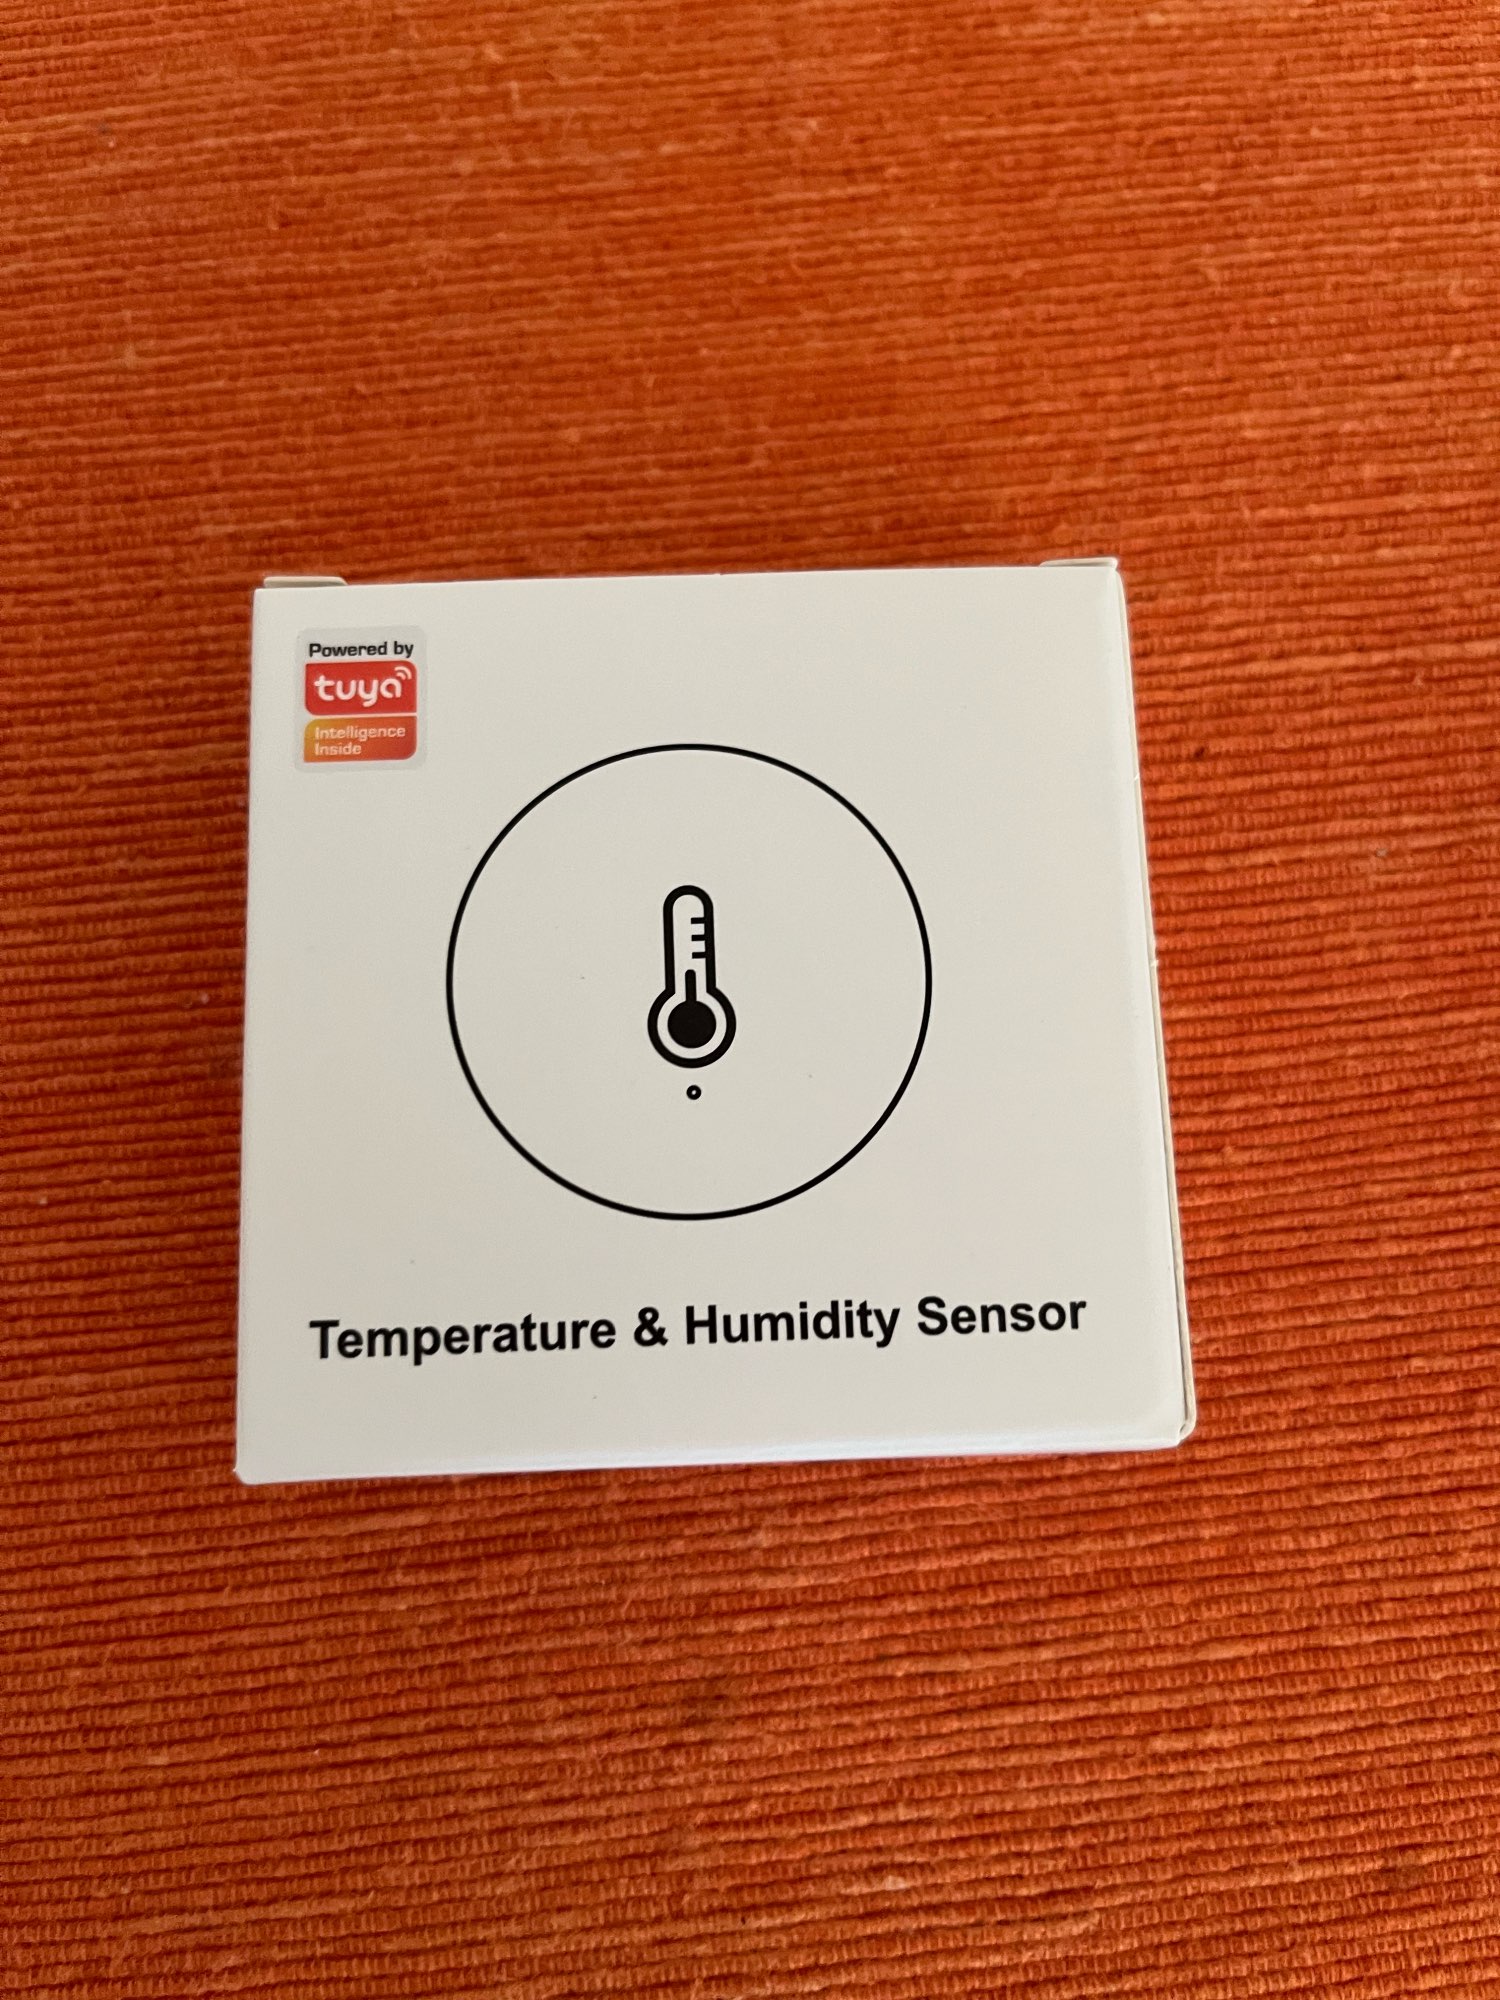 Powered by
tuya
Intelligence
Inside
Temperature & Humidity Sensor